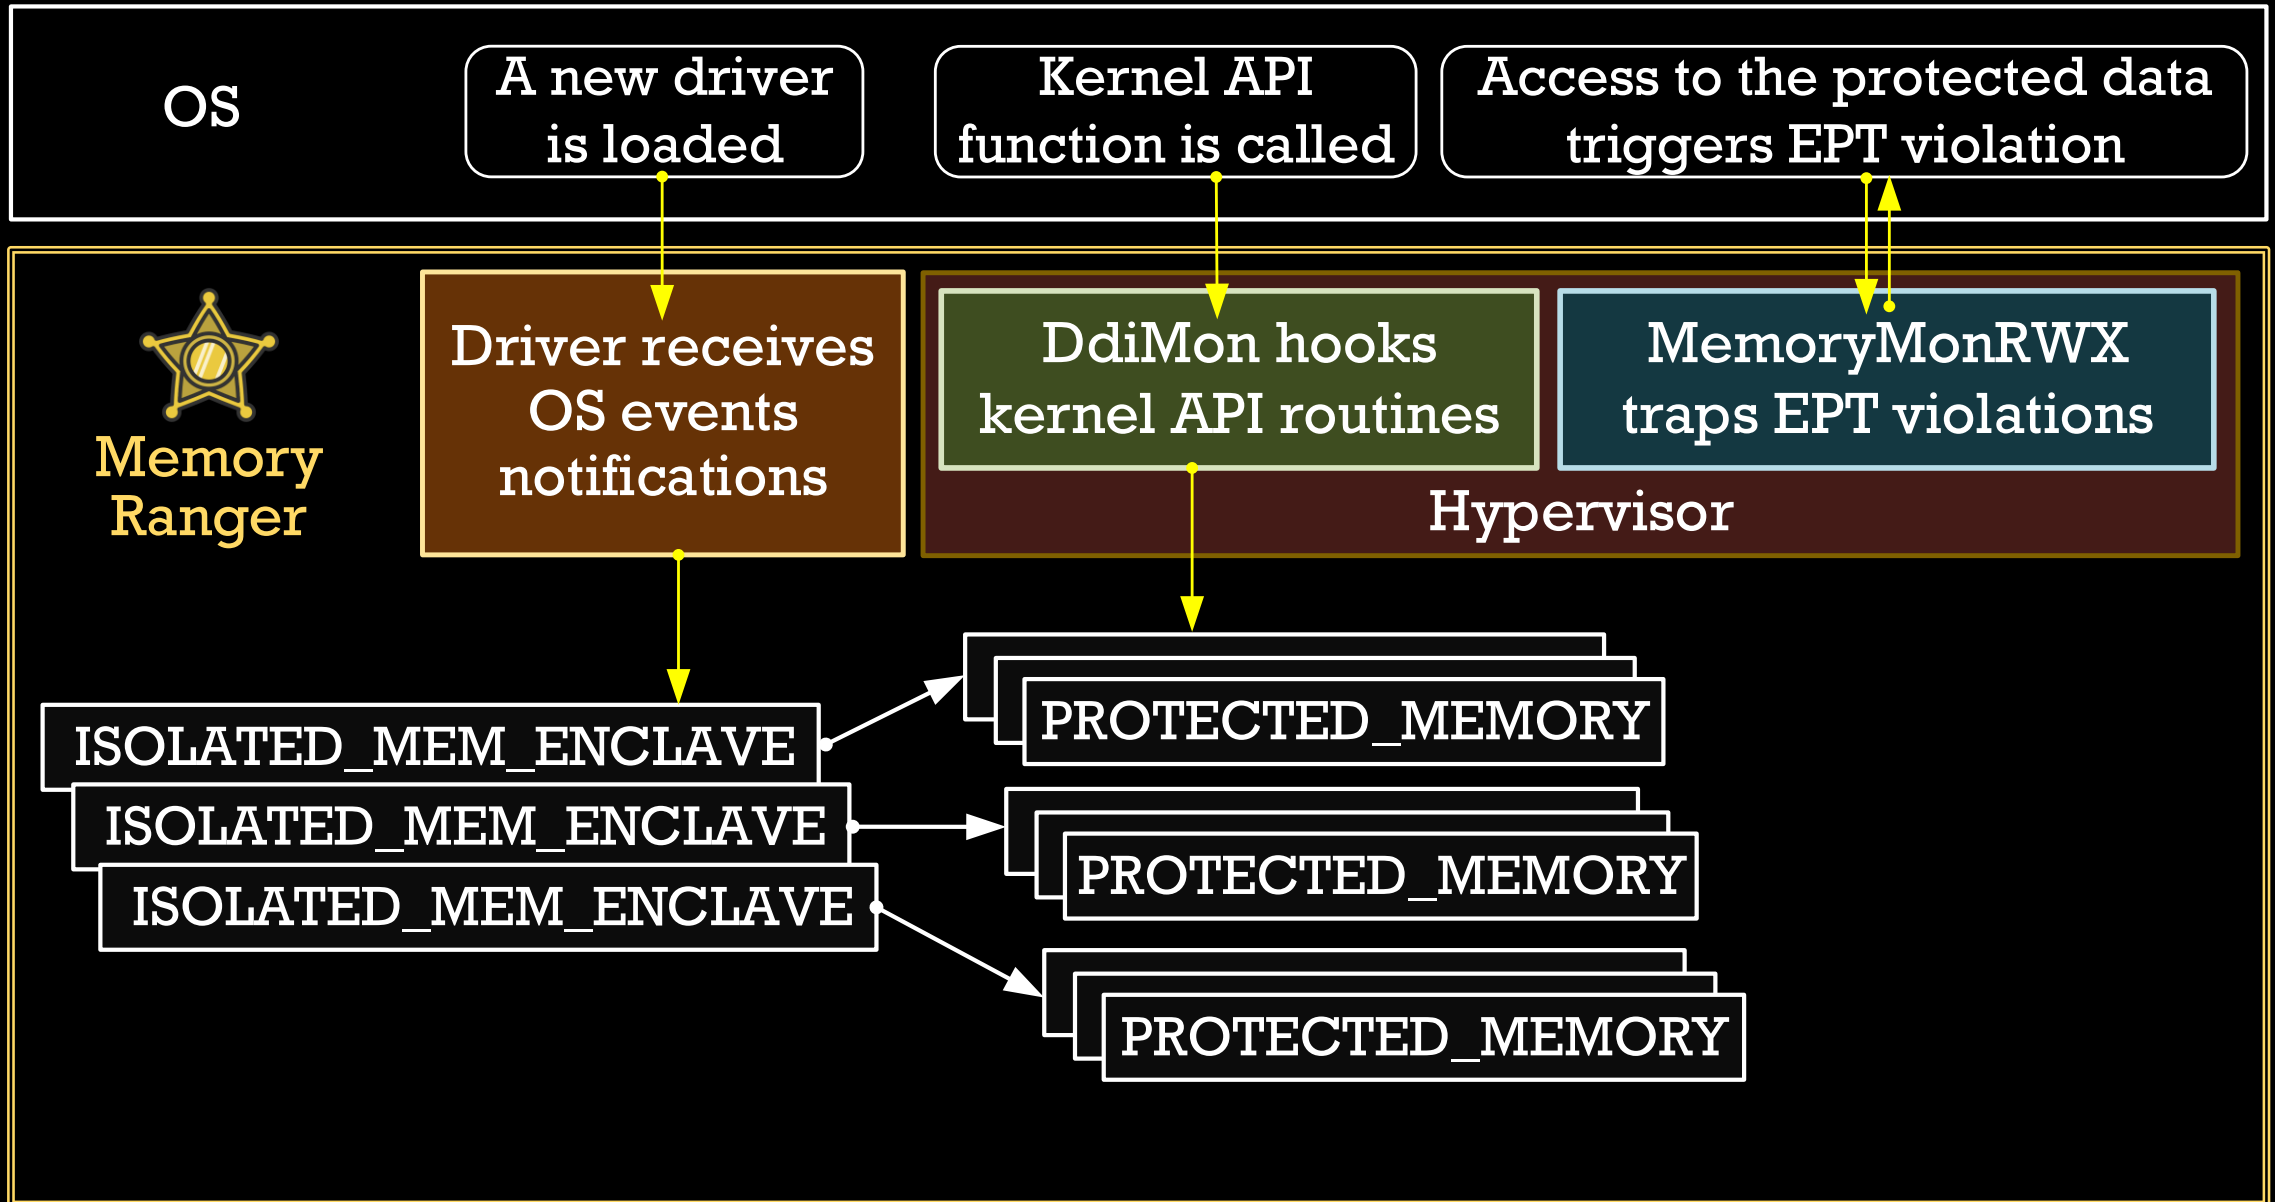 OS
A new driver
is loaded
Kernel API
function is called
Access to the protected data
triggers EPT violation
Memory
Ranger
Driver receives
OS events
notifications
DdiMon hooks
kernel API routines
MemoryMonRWX
traps EPT violations
Hypervisor
ISOLATED_MEM_ENCLAVE
ISOLATED_MEM_ENCLAVE
ISOLATED_MEM_ENCLAVE
PROTECTED_MEMORY
PROTECTED_MEMORY
PROTECTED_MEMORY